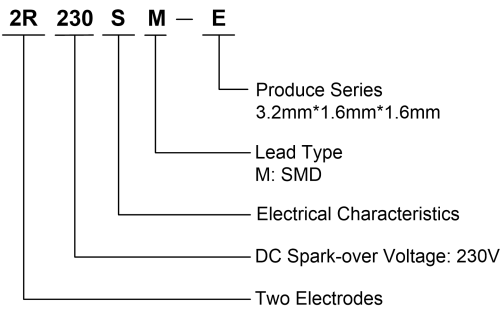 2R 230 S M — E
Produce Series
3.2mm*1.6mm*1.6mm
Lead Type
M: SMD
Electrical Characteristics
DC Spark-over Voltage: 230V
Two Electrodes